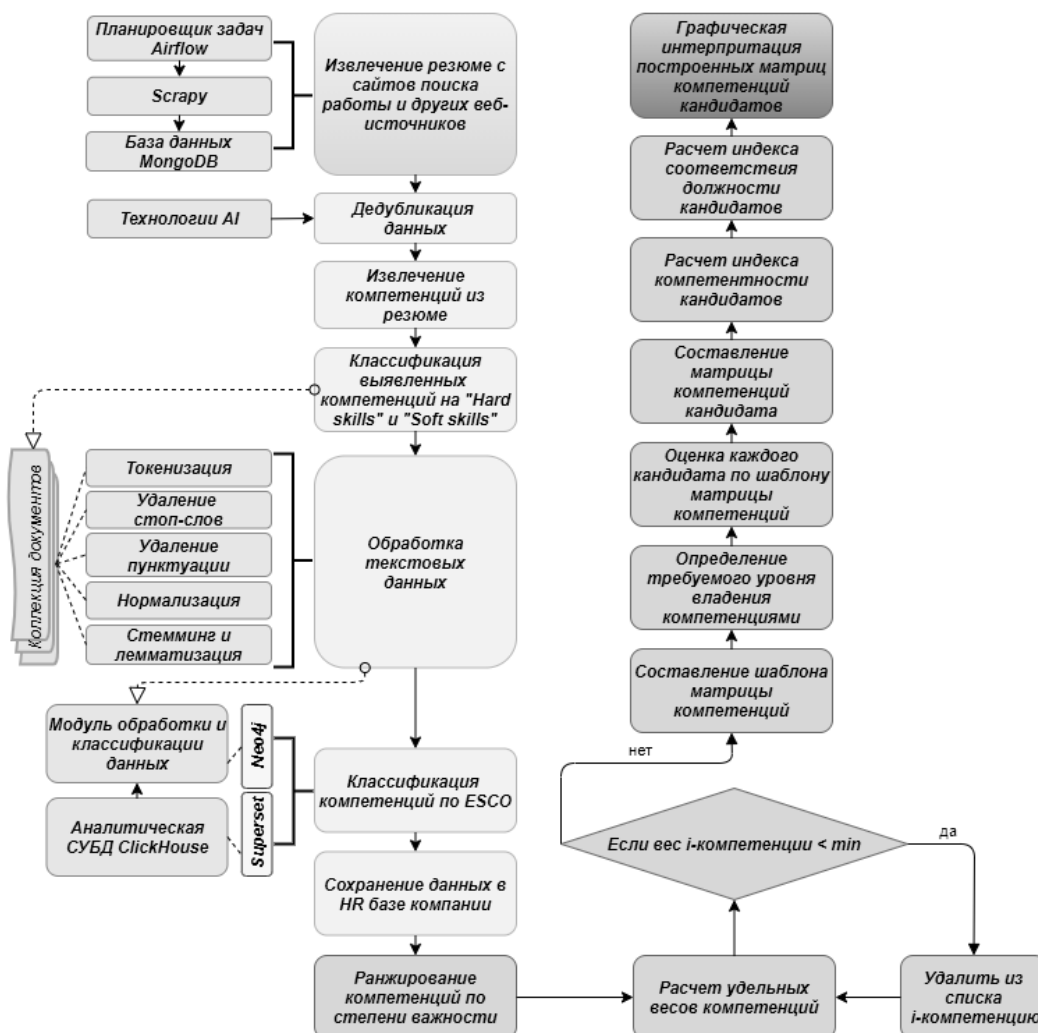 Планировщик задач
Airflow
Scrapy
База данных
MongoDB
Извлечение резюме с
сайтов поиска
работы и других веб-
источников
Технологии AI
Дедубликация
данных
Извлечение
компетенций из
резюме
Классификация
выявленных
компетенций на "Hard
skills" и "Soft skills"
Коллекция документов
Токенизация
Удаление
стоп-слов
Удаление
пунктуации
Нормализация
Стемминг и
лемматизация
Обработка
текстовых
данных
Модуль обработки и
классификации
данных
Neo4j
Аналитическая
СУБД ClickHouse
Superset
Классификация
компетенций по ESCO
Сохранение данных в
HR базе компании
Ранжирование
компетенций по
степени важности
Расчет удельных
весов компетенций
Удалить из
списка
i-компетенцию
Если вес i-компетенции < min
да
нет
Составление шаблона
матрицы
компетенций
Определение
требуемого уровня
владения
компетенциями
Оценка каждого
кандидата по шаблону
матрицы
компетенций
Составление
матрицы
компетенций
кандидата
Расчет индекса
компетентности
кандидатов
Расчет индекса
соответствия
должности
кандидатов
Графическая
интерпритация
построенных матриц
компетенций
кандидатов